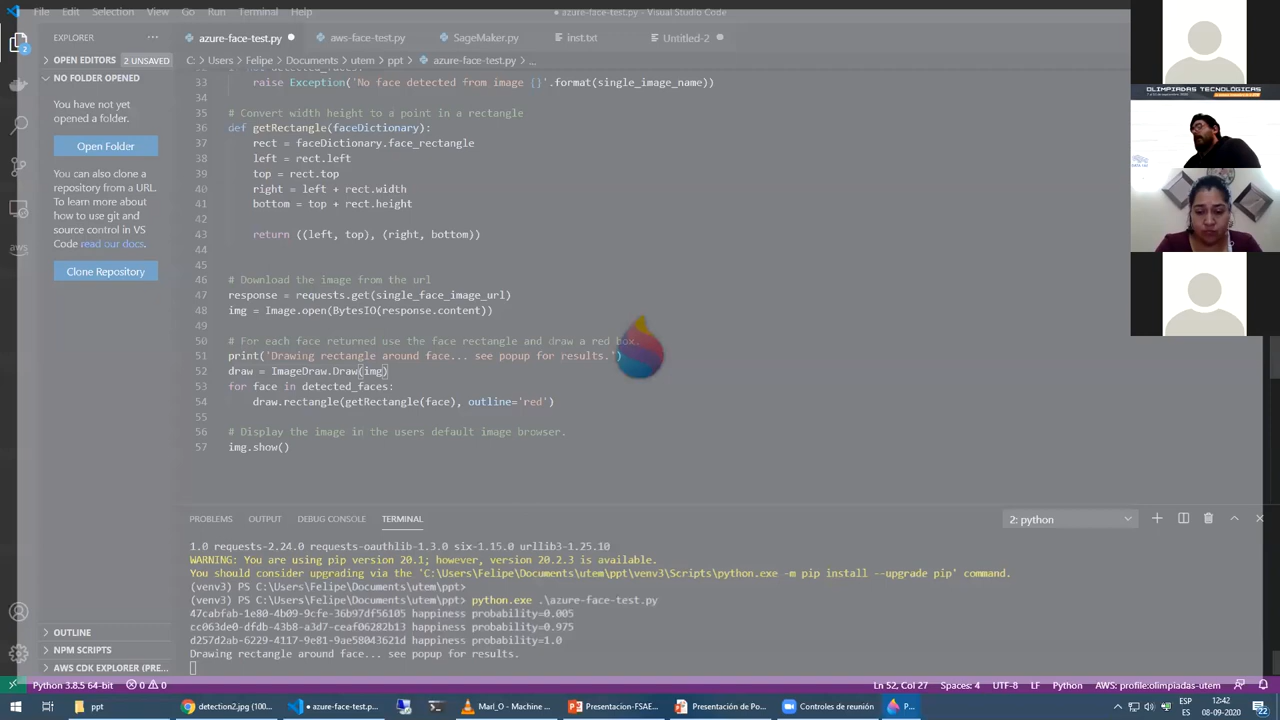 File Edit Selection View Go Run Terminal Help
azure-face-test.py - Visual Studio Code
EXPLORER
azure-face-test.py
aws-face-test.py
SageMaker.py
inst.txt
Untitled-2
OPEN EDITORS 2 UNSAVED
C: > Users > Felipe > Documents > utem > ppt > azure-face-test.py > ...
NO FOLDER OPENED
You have not yet
opened a folder.
Open Folder
You can also clone a
repository from a URL.
To learn more about
how to use git and
source control in VS
Code read our docs.
Clone Repository
33 raise Exception('No face detected from image {}'.format(single_image_name))
34
35 # Convert width height to a point in a rectangle
36 def getRectangle(faceDictionary):
37 rect = faceDictionary.face_rectangle
38 left = rect.left
39 top = rect.top
40 right = left + rect.width
41 bottom = top + rect.height
42
43 return ((left, top), (right, bottom))
44
45
46 # Download the image from the url
47 response = requests.get(single_face_image_url)
48 img = Image.open(BytesIO(response.content))
49
50 # For each face returned use the face rectangle and draw a red box.
51 print('Drawing rectangle around face... see popup for results.')
52 draw = ImageDraw.Draw(img)
53 for face in detected_faces:
54 draw.rectangle(getRectangle(face), outline='red')
55
56 # Display the image in the users default image browser.
57 img.show()
PROBLEMS OUTPUT DEBUG CONSOLE TERMINAL
2: python
1.0 requests-2.24.0 requests-oauthlib-1.3.0 six-1.15.0 urllib3-1.25.10
WARNING: You are using pip version 20.1; however, version 20.2.3 is available.
You should consider upgrading via the 'C:\Users\Felipe\Documents\utem\ppt\venv3\Scripts\python.exe -m pip install --upgrade pip' command.
(venv3) PS C:\Users\Felipe\Documents\utem\ppt>
(venv3) PS C:\Users\Felipe\Documents\utem\ppt> python.exe .\azure-face-test.py
47cabfab-1e80-4b09-9cfe-36b97df56105 happiness probability=0.005
cc063de0-dfdb-43b8-a3d7-ceaf06282b13 happiness probability=0.975
d257d2ab-6229-4117-9e81-9ae58043621d happiness probability=1.0
Drawing rectangle around face... see popup for results.
OUTLINE
NPM SCRIPTS
AWS CDK EXPLORER (PRE...
Python 3.8.5 64-bit 0 0
Ln 52, Col 27 Spaces: 4 UTF-8 LF Python AWS: profile:olimpiadas-utem
ppt
detection2.jpg (100...
azure-face-test.py...
Marl_O - Machine ...
Presentacion-FSAE...
Presentación de Po...
Controles de reunión
P...
ESP
ES
12:42
08-09-2020
2
OLIMPIADAS TECNOLÓGICAS
aws
2